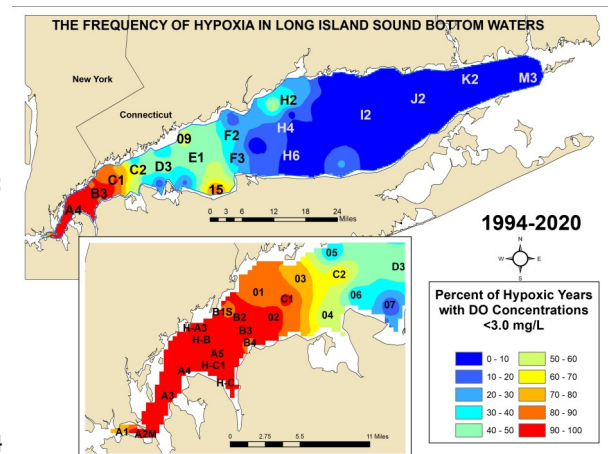 THE FREQUENCY OF HYPOXIA IN LONG ISLAND SOUND BOTTOM WATERS
New York
Connecticut
K2
M3
H2
J2
I2
09
F2
H4
E1
F3
H6
C2
D3
C1
B3
15
A4
0 3 6 12 18 24
Miles
1994-2020
N
W E
S
05
03
C2
D3
01
C1
06
07
B1S
B2
02
04
H-A3
B3
H-B
B4
A5
H-C1
A4
H-C
A3
A1
A2M
0 2.75 5.5 11 Miles
Percent of Hypoxic Years
with DO Concentrations
<3.0 mg/L
0 - 10
10 - 20
20 - 30
30 - 40
40 - 50
50 - 60
60 - 70
70 - 80
80 - 90
90 - 100